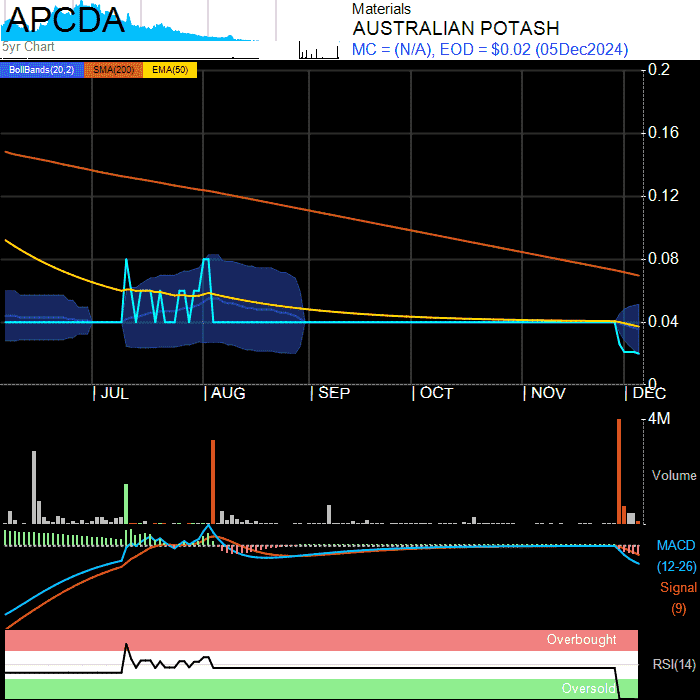 APCDA
5yr Chart
Materials
AUSTRALIAN POTASH
MC = (N/A), EOD = $0.02 (05Dec2024)
BollBands(20,2) SMA(200) EMA(50)
0.2
0.16
0.12
0.08
0.04
0
JUL AUG SEP OCT NOV DEC
4M
Volume
MACD
(12-26)
Signal
(9)
Overbought
RSI(14)
Oversold